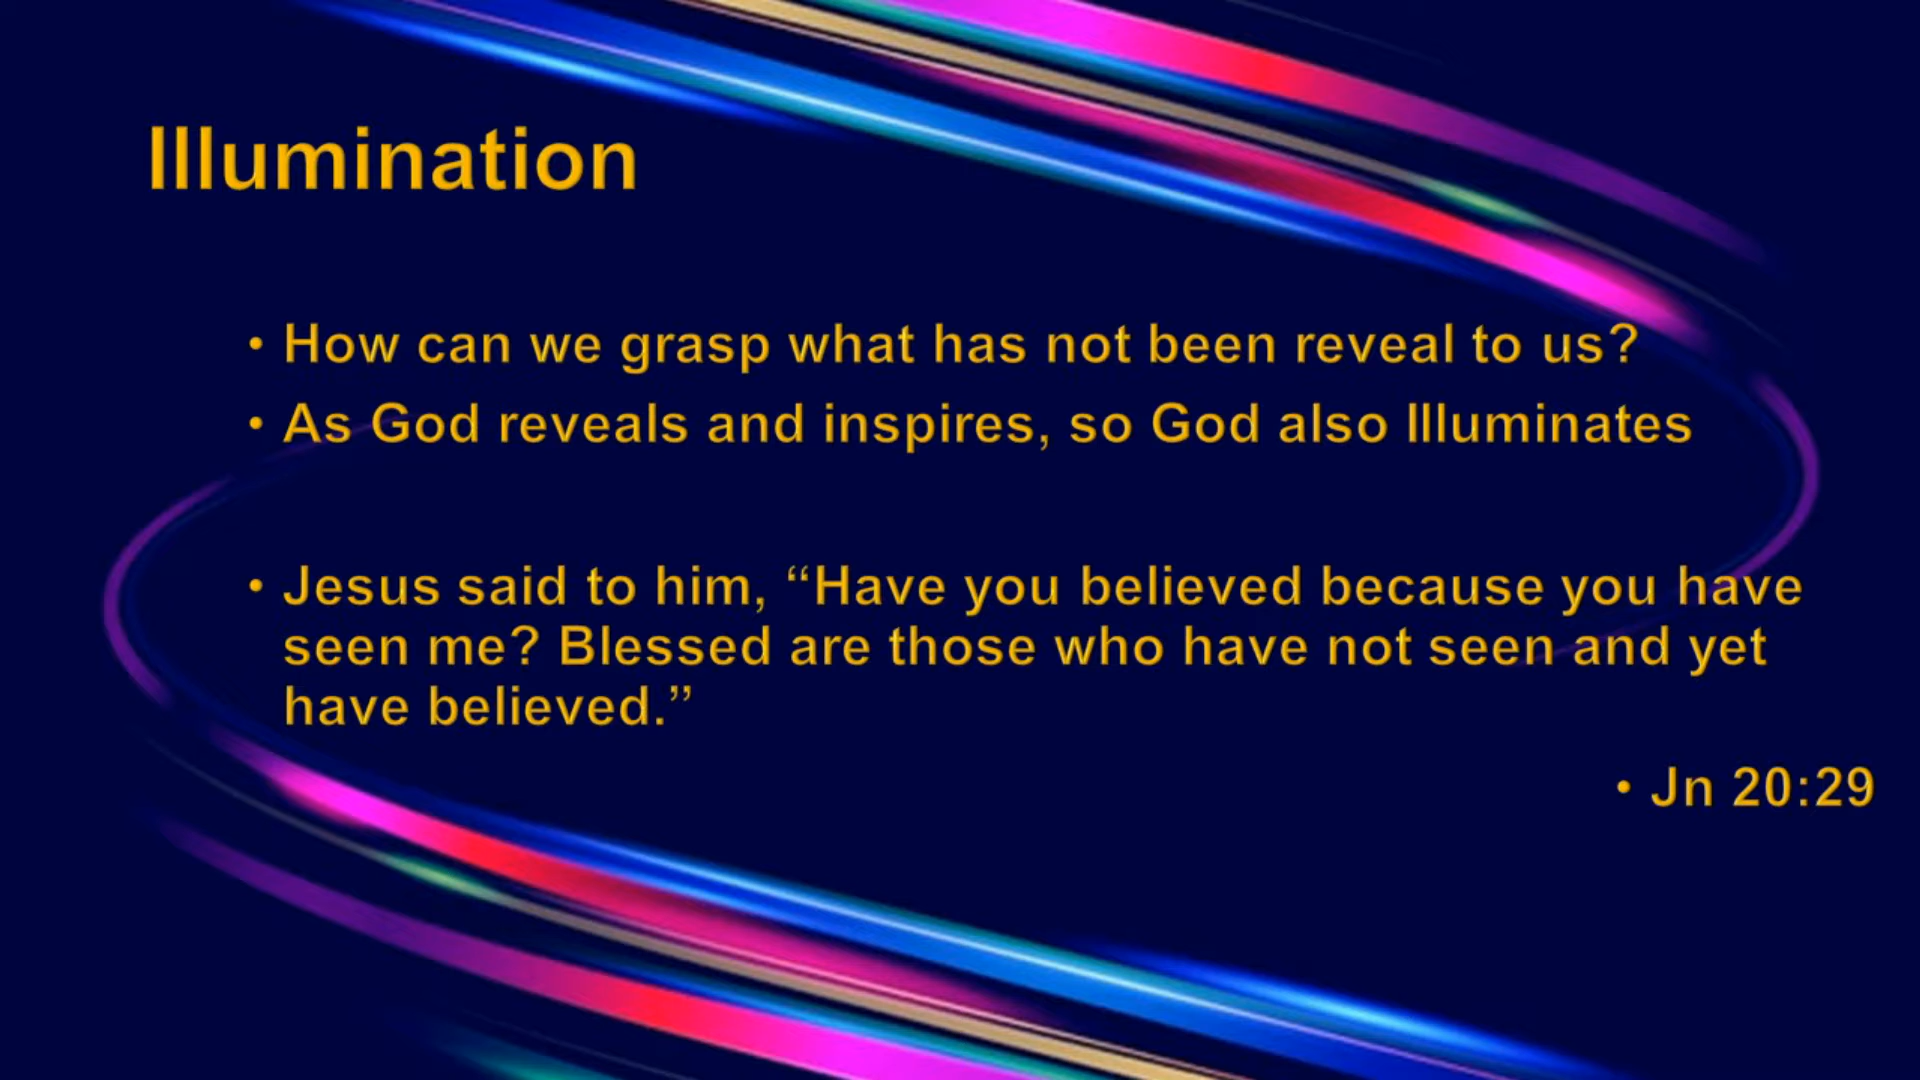 Illumination
• How can we grasp what has not been reveal to us?
• As God reveals and inspires, so God also Illuminates
• Jesus said to him, “Have you believed because you have
seen me? Blessed are those who have not seen and yet
have believed.”
• Jn 20:29